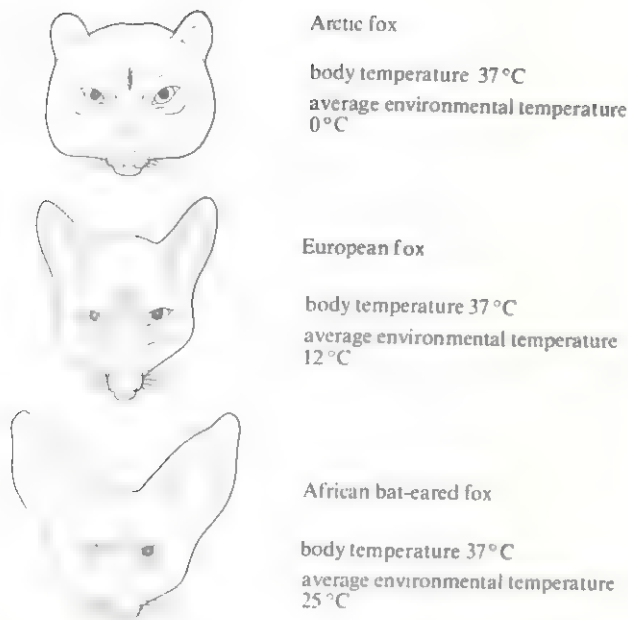 Arctic fox
body temperature 37°C
average environmental temperature
0°C
European fox
body temperature 37°C
average environmental temperature
12°C
African bat-eared fox
body temperature 37°C
average environmental temperature
25°C